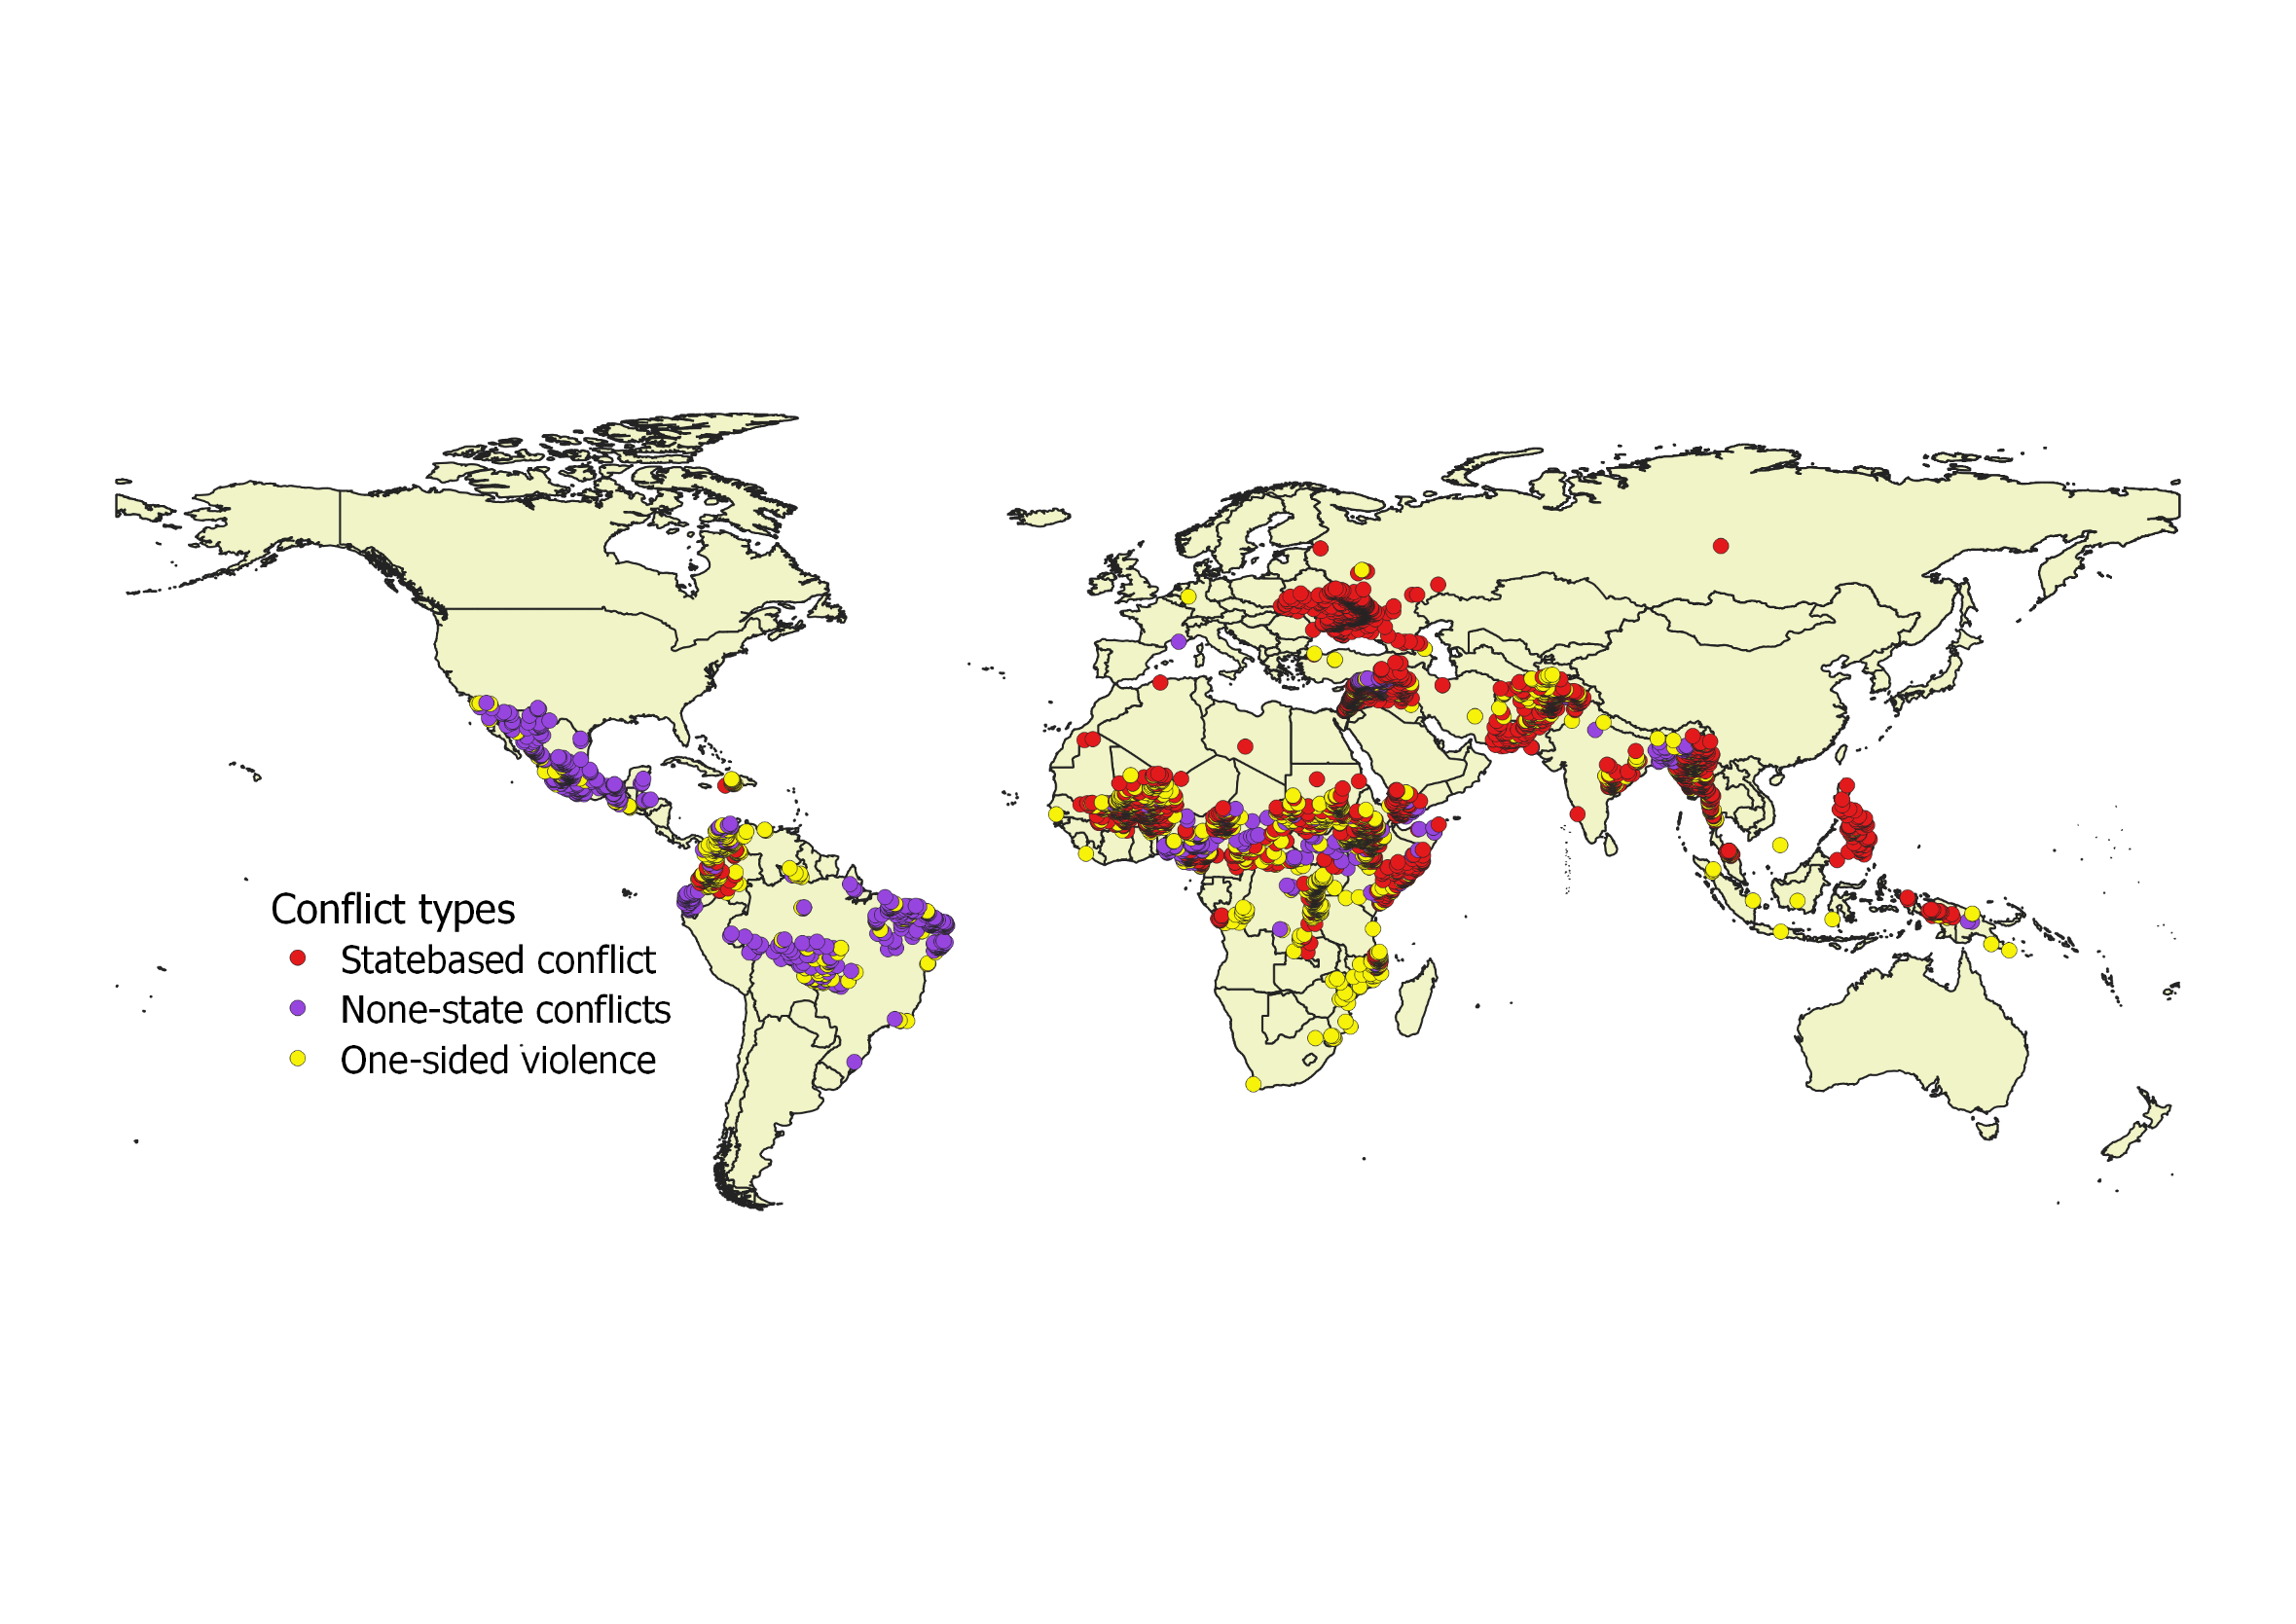 Conflict types
Statebased conflict
None-state conflicts
One-sided violence